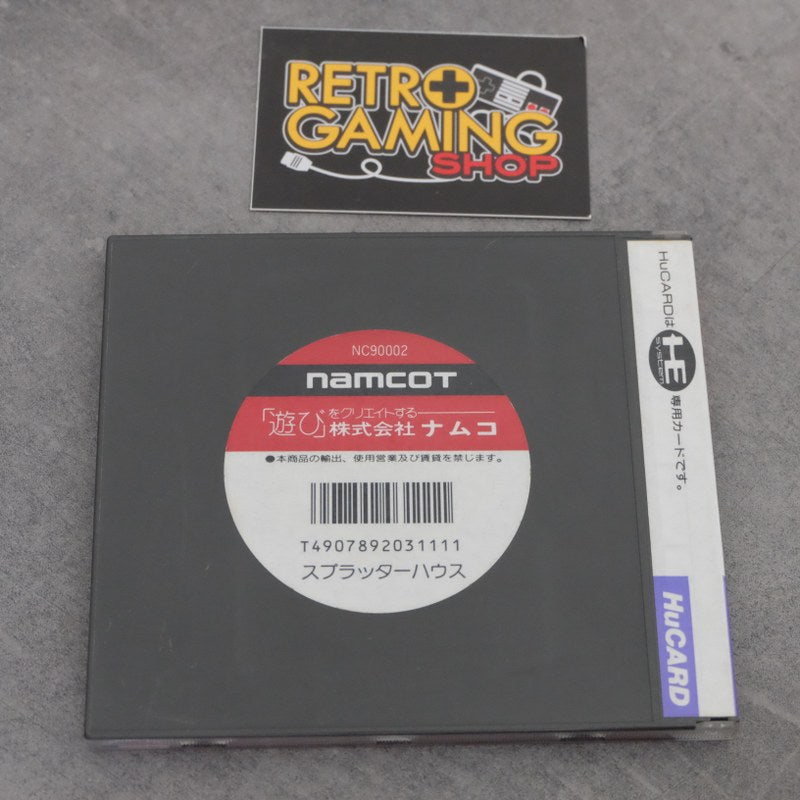 RETRO
GAMING
SHOP
NC90002
namcot
「遊び」をクリエイトする
株式会社ナムコ
●本商品の輸出、使用営業及び賃貸を禁じます。
T4907892031111
スプラッターハウス
HuCARDは
HE
system
専用カードです。
HuCARD